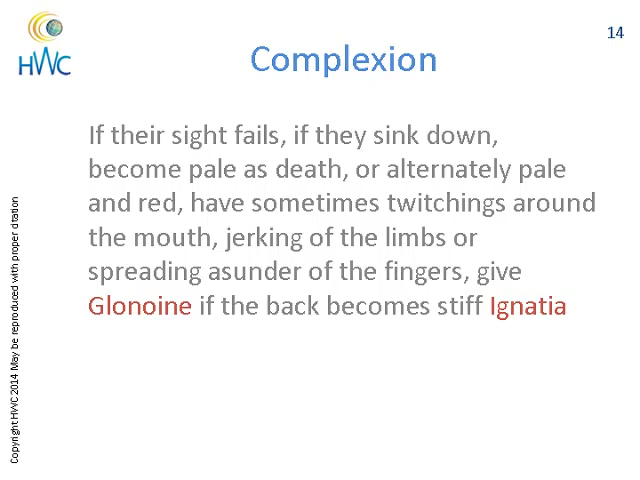 14
HWC
Complexion
If their sight fails, if they sink down,
become pale as death, or alternately pale
and red, have sometimes twitchings around
the mouth, jerking of the limbs or
spreading asunder of the fingers, give
Glonoine if the back becomes stiff Ignatia
Copyright HWC 2014 May be reproduced with proper citation